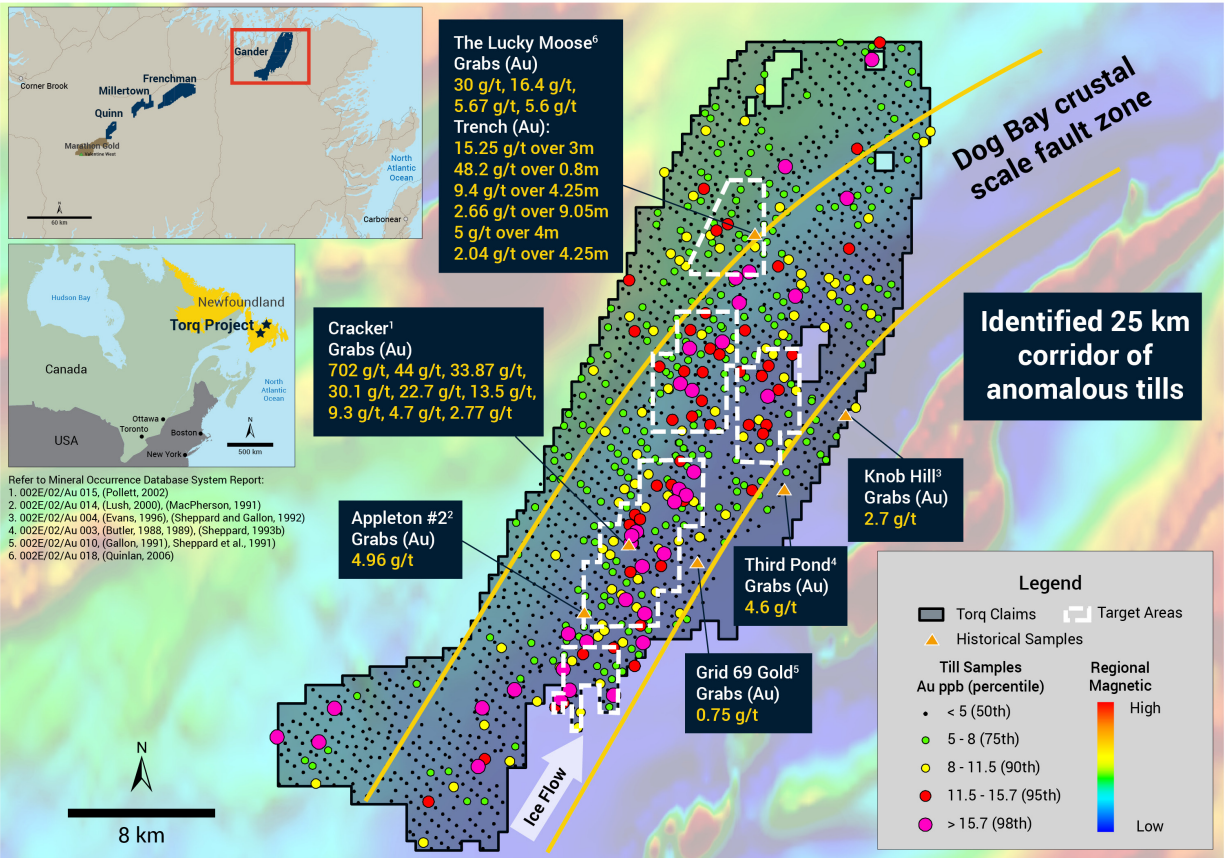 Gander
Frenchman
Millertown
Quinn
Marathon Gold
Valentine West
Corner Brook
Carbonear
North
Atlantic
Ocean
N
60 km
The Lucky Moose⁶
Grabs (Au)
30 g/t, 16.4 g/t,
5.67 g/t, 5.6 g/t
Trench (Au):
15.25 g/t over 3m
48.2 g/t over 0.8m
9.4 g/t over 4.25m
2.66 g/t over 9.05m
5 g/t over 4m
2.04 g/t over 4.25m
Dog Bay crustal
scale fault zone
Hudson Bay
Newfoundland
Torq Project
Canada
North
Atlantic
Ocean
Ottawa
Toronto
Boston
New York
USA
N
500 km
Cracker¹
Grabs (Au)
702 g/t, 44 g/t, 33.87 g/t,
30.1 g/t, 22.7 g/t, 13.5 g/t,
9.3 g/t, 4.7 g/t, 2.77 g/t
Identified 25 km
corridor of
anomalous tills
Refer to Mineral Occurrence Database System Report:
1. 002E/02/Au 015, (Pollett, 2002)
2. 002E/02/Au 014, (Lush, 2000), (MacPherson, 1991)
3. 002E/02/Au 004, (Evans, 1996), (Sheppard and Gallon, 1992)
4. 002E/02/Au 003, (Butler, 1988, 1989), (Sheppard, 1993b)
5. 002E/02/Au 010, (Gallon, 1991), Sheppard et al., 1991)
6. 002E/02/Au 018, (Quinlan, 2006)
Appleton #2²
Grabs (Au)
4.96 g/t
Knob Hill³
Grabs (Au)
2.7 g/t
Third Pond⁴
Grabs (Au)
4.6 g/t
Grid 69 Gold⁵
Grabs (Au)
0.75 g/t
Ice Flow
N
8 km
Legend
Torq Claims
Target Areas
Historical Samples
Till Samples
Au ppb (percentile)
< 5 (50th)
5 - 8 (75th)
8 - 11.5 (90th)
11.5 - 15.7 (95th)
> 15.7 (98th)
Regional
Magnetic
High
Low